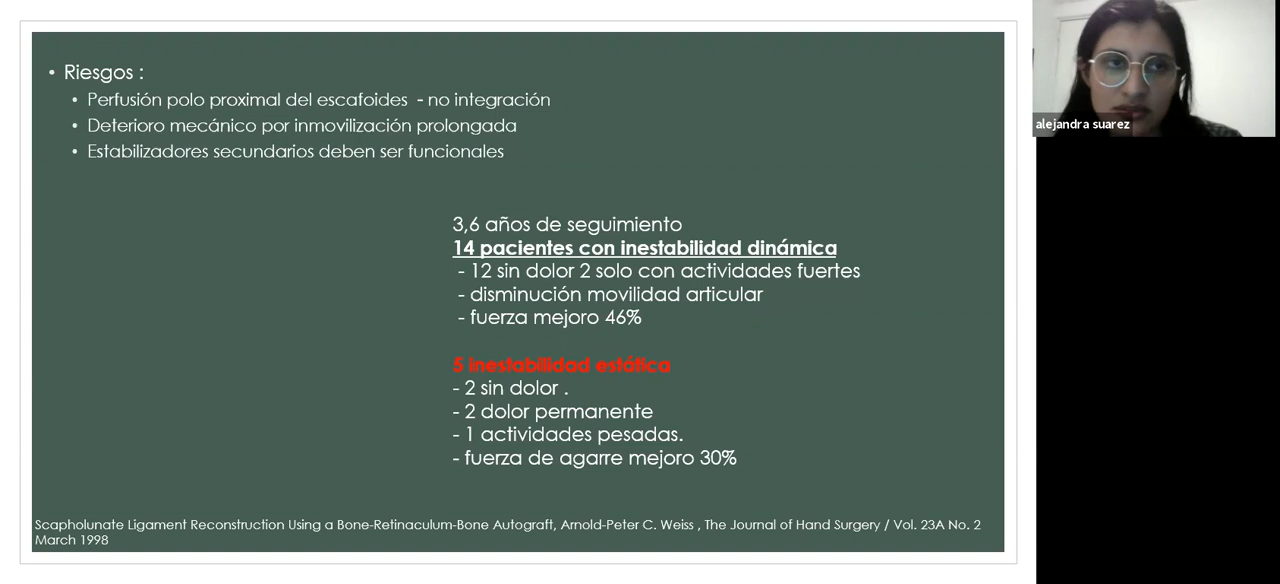 • Riesgos :
• Perfusión polo proximal del escafoides - no integración
• Deterioro mecánico por inmovilización prolongada
• Estabilizadores secundarios deben ser funcionales
3,6 años de seguimiento
14 pacientes con inestabilidad dinámica
- 12 sin dolor 2 solo con actividades fuertes
- disminución movilidad articular
- fuerza mejoro 46%
5 inestabilidad estática
- 2 sin dolor .
- 2 dolor permanente
- 1 actividades pesadas.
- fuerza de agarre mejoro 30%
Scapholunate Ligament Reconstruction Using a Bone-Retinaculum-Bone Autograft, Arnold-Peter C. Weiss , The Journal of Hand Surgery / Vol. 23A No. 2
March 1998
alejandra suarez